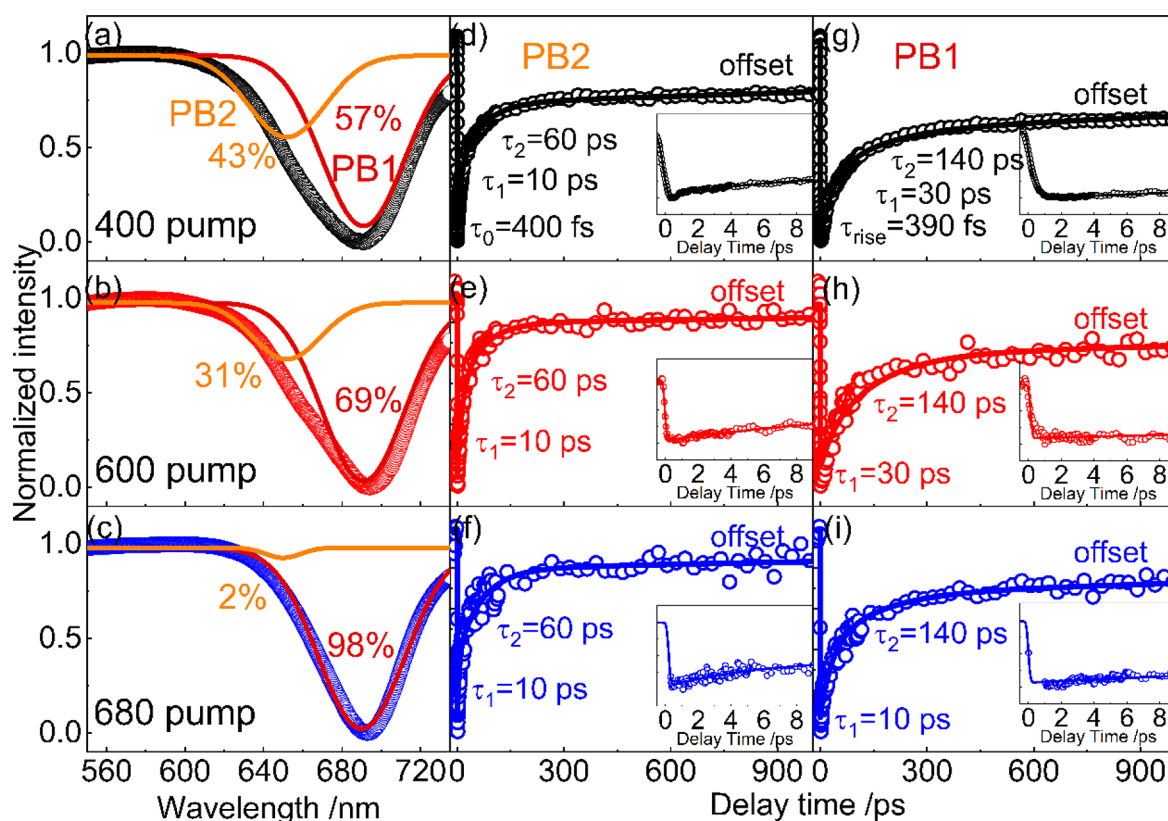 Normalized intensity
(a)
1.0
0.5
0.0
PB2
43%
57%
PB1
400 pump
(b)
1.0
0.5
0.0
31%
69%
600 pump
(c)
1.0
0.5
0.0
2%
98%
680 pump
560 600 640 680 720
Wavelength /nm
(d)
PB2
offset
τ2=60 ps
τ1=10 ps
τ0=400 fs
0 2 4 6 8
Delay Time /ps
(e)
offset
τ2=60 ps
τ1=10 ps
0 2 4 6 8
Delay Time /ps
(f)
offset
τ2=60 ps
τ1=10 ps
0 2 4 6 8
Delay Time /ps
0 300 600 900
(g)
PB1
offset
τ2=140 ps
τ1=30 ps
τrise=390 fs
0 2 4 6 8
Delay Time /ps
(h)
offset
τ2=140 ps
τ1=30 ps
0 2 4 6 8
Delay Time /ps
(i)
offset
τ2=140 ps
τ1=10 ps
0 2 4 6 8
Delay Time /ps
0 300 600 900
Delay time /ps